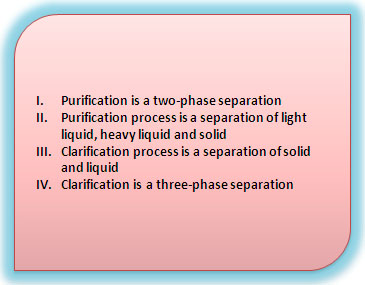 I. Purification is a two-phase separation
II. Purification process is a separation of light
liquid, heavy liquid and solid
III. Clarification process is a separation of solid
and liquid
IV. Clarification is a three-phase separation